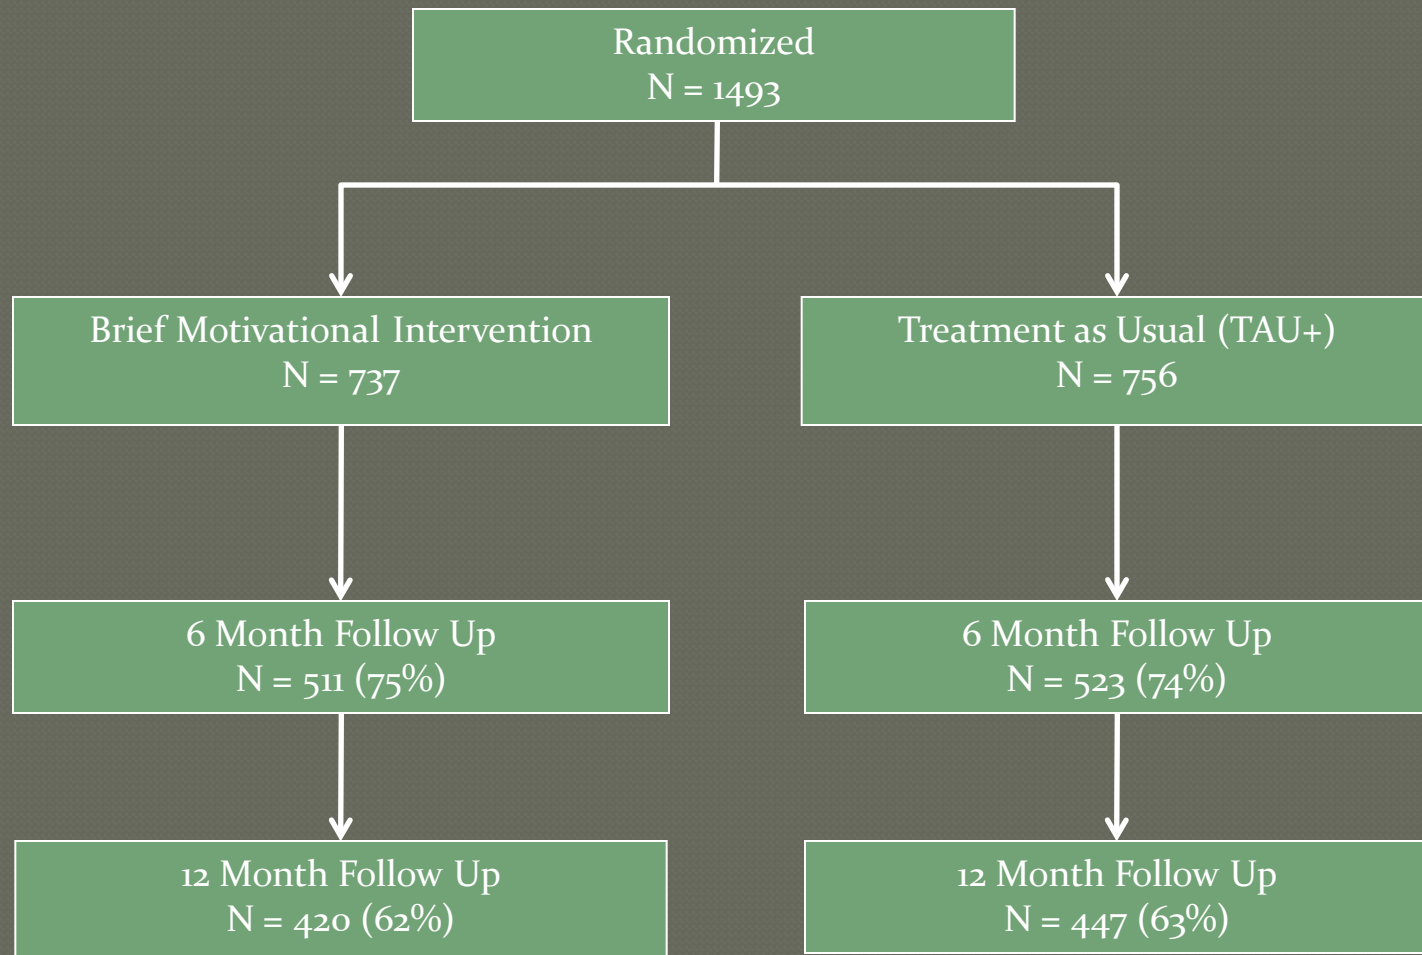 Randomized
N = 1493
Brief Motivational Intervention
N = 737
Treatment as Usual (TAU+)
N = 756
6 Month Follow Up
N = 511 (75%)
6 Month Follow Up
N = 523 (74%)
12 Month Follow Up
N = 420 (62%)
12 Month Follow Up
N = 447 (63%)